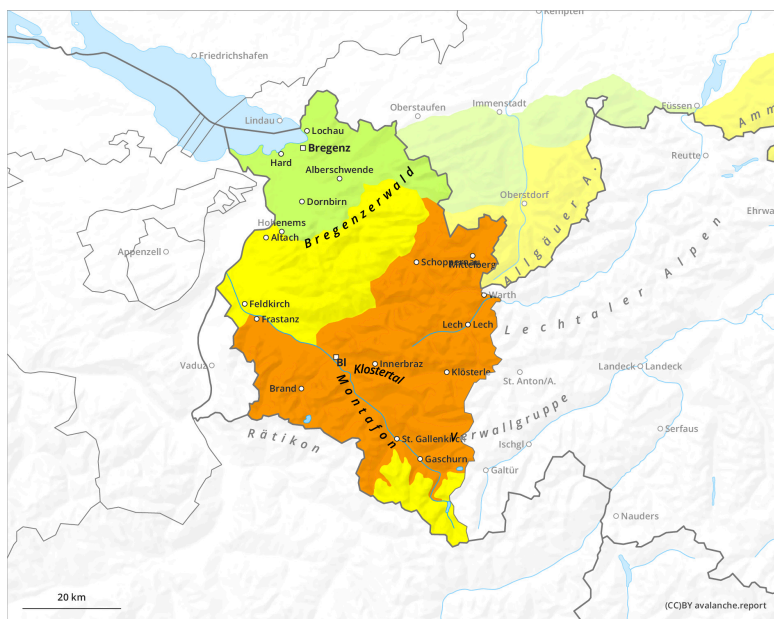 Kempten
Friedrichshafen
Füssen
Oberstaufen
Immenstadt
Lindau
Lochau
Bregenz
Hard
Alberschwende
Reutte
Dornbirn
Oberstdorf
Hohenems
Altach
Bregenzerwald
Allgäuer A.
Appenzell
Schoppernau
Mittelberg
Warth
Feldkirch
Frastanz
Lech
Lech
Lechtaler Alpen
Vaduz
Bl
Innerbraz
Klostertal
Klösterle
St. Anton/A.
Landeck
Landeck
Brand
Montafon
Rätikon
St. Gallenkirch
Verwallgruppe
Serfaus
Gaschurn
Ischgl
Galtür
Nauders
20 km
(CC)BY avalanche.report